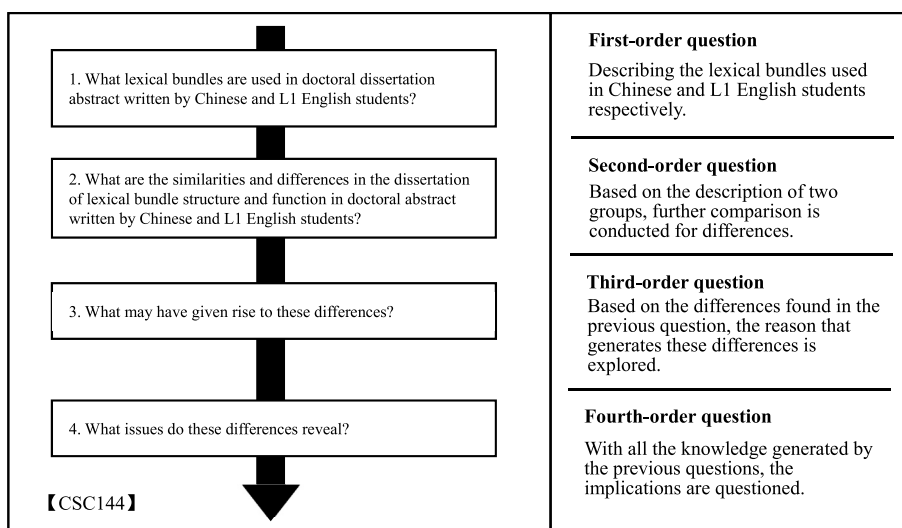 1. What lexical bundles are used in doctoral dissertation
abstract written by Chinese and L1 English students?
2. What are the similarities and differences in the dissertation
of lexical bundle structure and function in doctoral abstract
written by Chinese and L1 English students?
3. What may have given rise to these differences?
4. What issues do these differences reveal?
【CSC144】
First-order question
Describing the lexical bundles used
in Chinese and L1 English students
respectively.
Second-order question
Based on the description of two
groups, further comparison is
conducted for differences.
Third-order question
Based on the differences found in the
previous question, the reason that
generates these differences is
explored.
Fourth-order question
With all the knowledge generated by
the previous questions, the
implications are questioned.